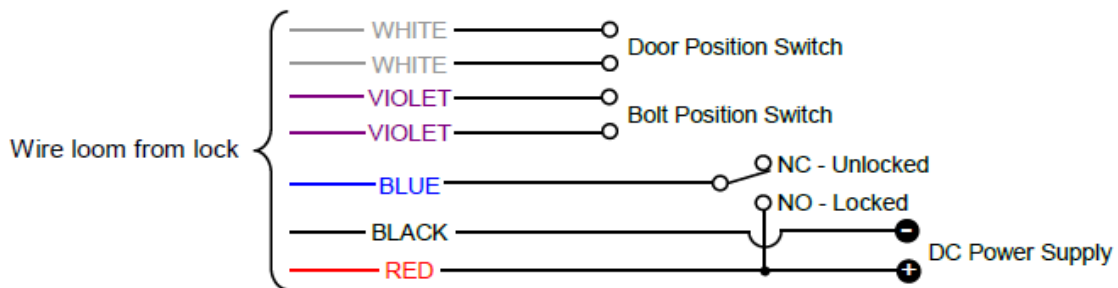 WHITE
Door Position Switch
WHITE
VIOLET
Bolt Position Switch
VIOLET
Wire loom from lock
NC - Unlocked
BLUE
NO - Locked
BLACK
−
DC Power Supply
RED
+